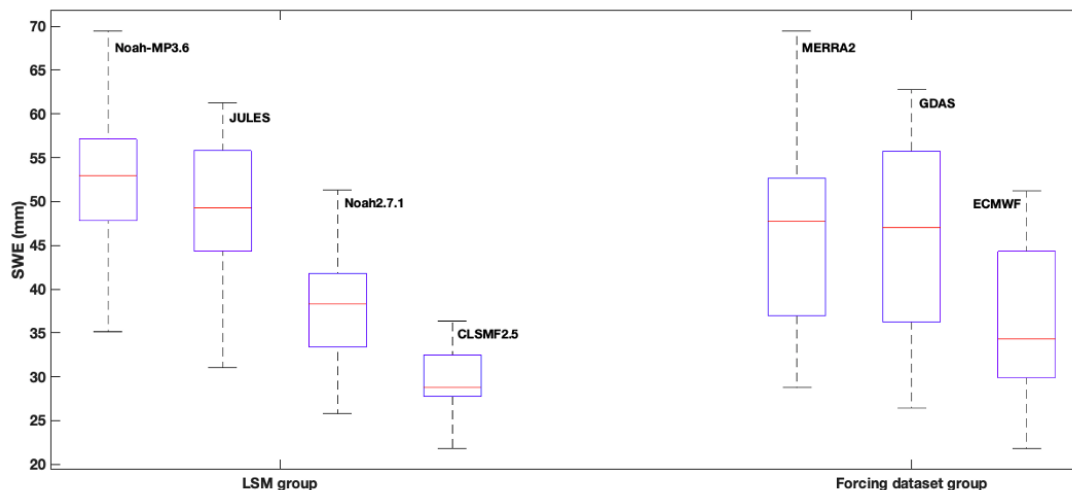 70
65
60
55
50
45
40
35
30
25
20
SWE (mm)
Noah-MP3.6
JULES
Noah2.7.1
CLSMF2.5
MERRA2
GDAS
ECMWF
LSM group
Forcing dataset group